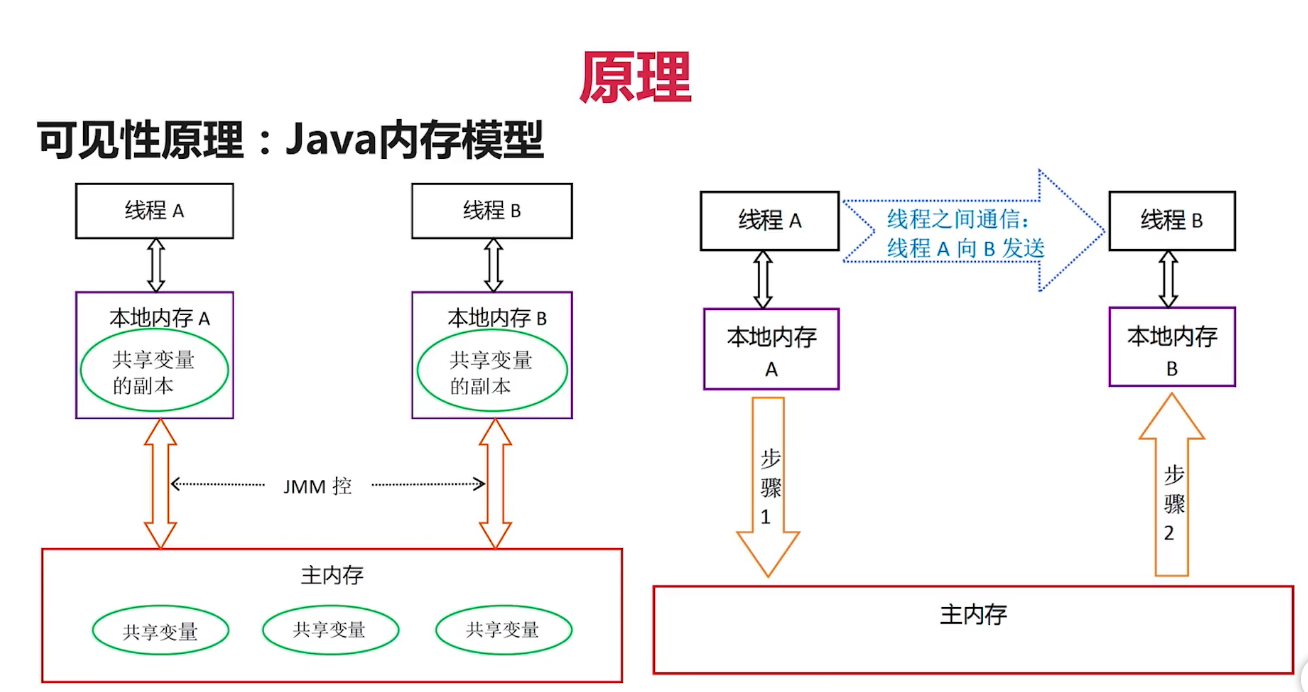 原理
可见性原理：Java内存模型
线程 A
线程 B
本地内存 A
共享变量
的副本
本地内存 B
共享变量
的副本
JMM 控
主内存
共享变量
共享变量
共享变量
线程 A
线程之间通信：
线程 A 向 B 发送
线程 B
本地内存
A
本地内存
B
步
骤
1
步
骤
2
主内存